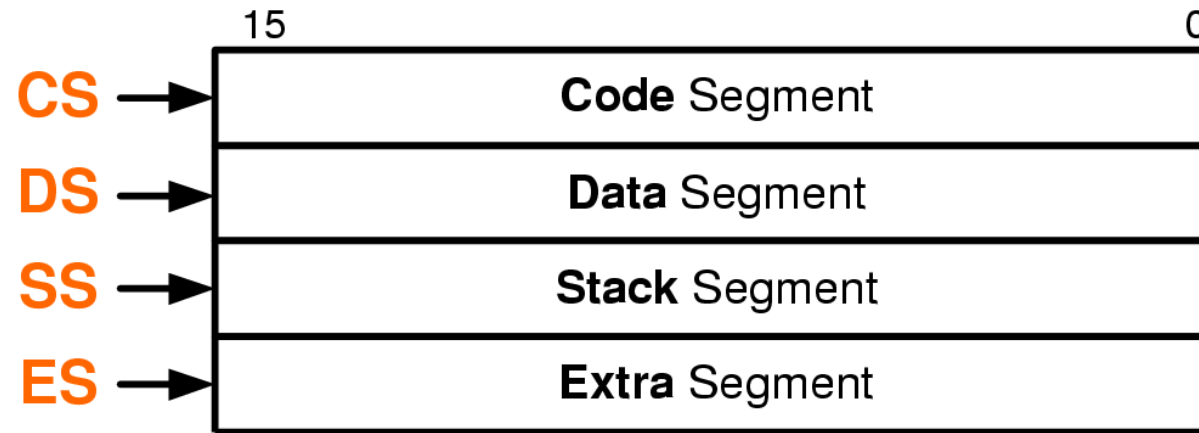 15 0
CS Code Segment
DS Data Segment
SS Stack Segment
ES Extra Segment